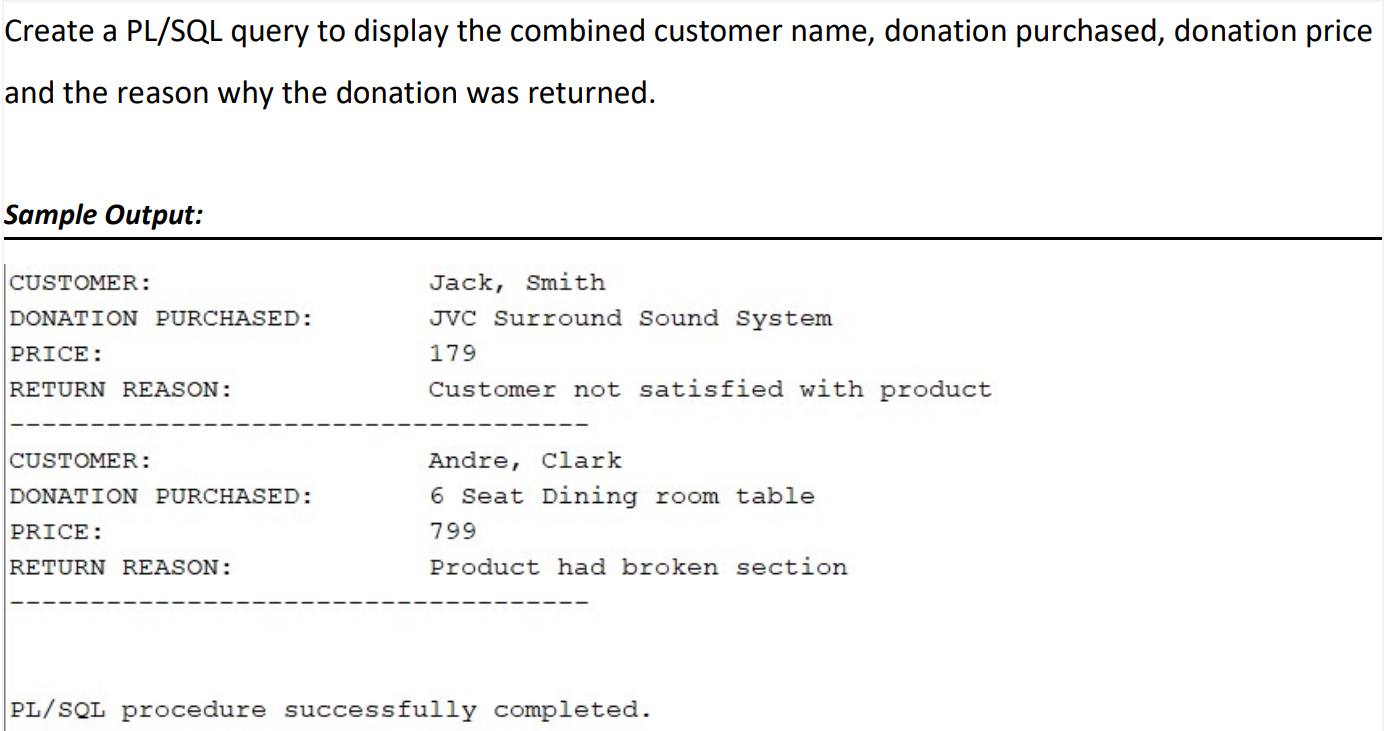 Create a PL/SQL query to display the combined customer name, donation purchased, donation price
and the reason why the donation was returned.
Sample Output:
CUSTOMER: Jack, Smith
DONATION PURCHASED: JVC Surround Sound System
PRICE: 179
RETURN REASON: Customer not satisfied with product
------------------------------------
CUSTOMER: Andre, Clark
DONATION PURCHASED: 6 Seat Dining room table
PRICE: 799
RETURN REASON: Product had broken section
------------------------------------
PL/SQL procedure successfully completed.